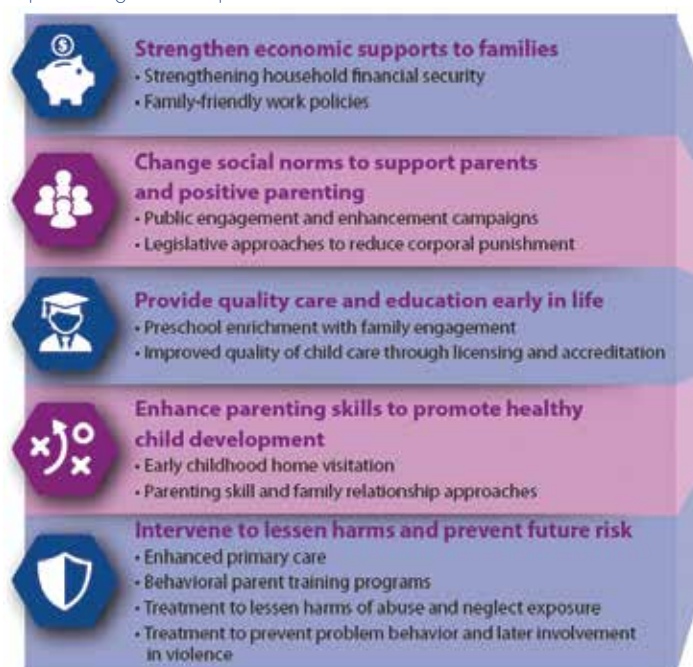 $
Strengthen economic supports to families
• Strengthening household financial security
• Family-friendly work policies
Change social norms to support parents
and positive parenting
• Public engagement and enhancement campaigns
• Legislative approaches to reduce corporal punishment
Provide quality care and education early in life
• Preschool enrichment with family engagement
• Improved quality of child care through licensing and accreditation
Enhance parenting skills to promote healthy
child development
• Early childhood home visitation
• Parenting skill and family relationship approaches
Intervene to lessen harms and prevent future risk
• Enhanced primary care
• Behavioral parent training programs
• Treatment to lessen harms of abuse and neglect exposure
• Treatment to prevent problem behavior and later involvement
in violence